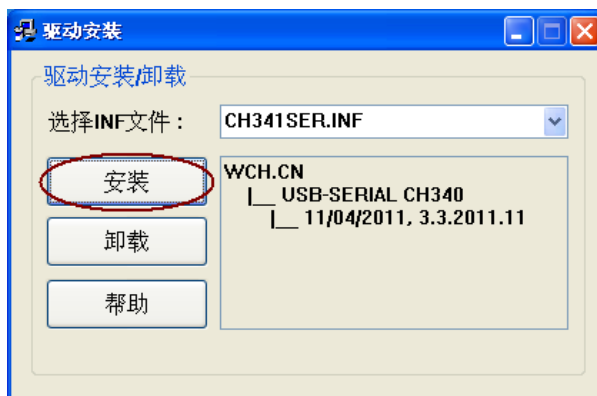 驱动安装
驱动安装/卸载
选择INF文件：
CH341SER.INF
安装
卸载
帮助
WCH.CN
|__ USB-SERIAL CH340
|__ 11/04/2011, 3.3.2011.11